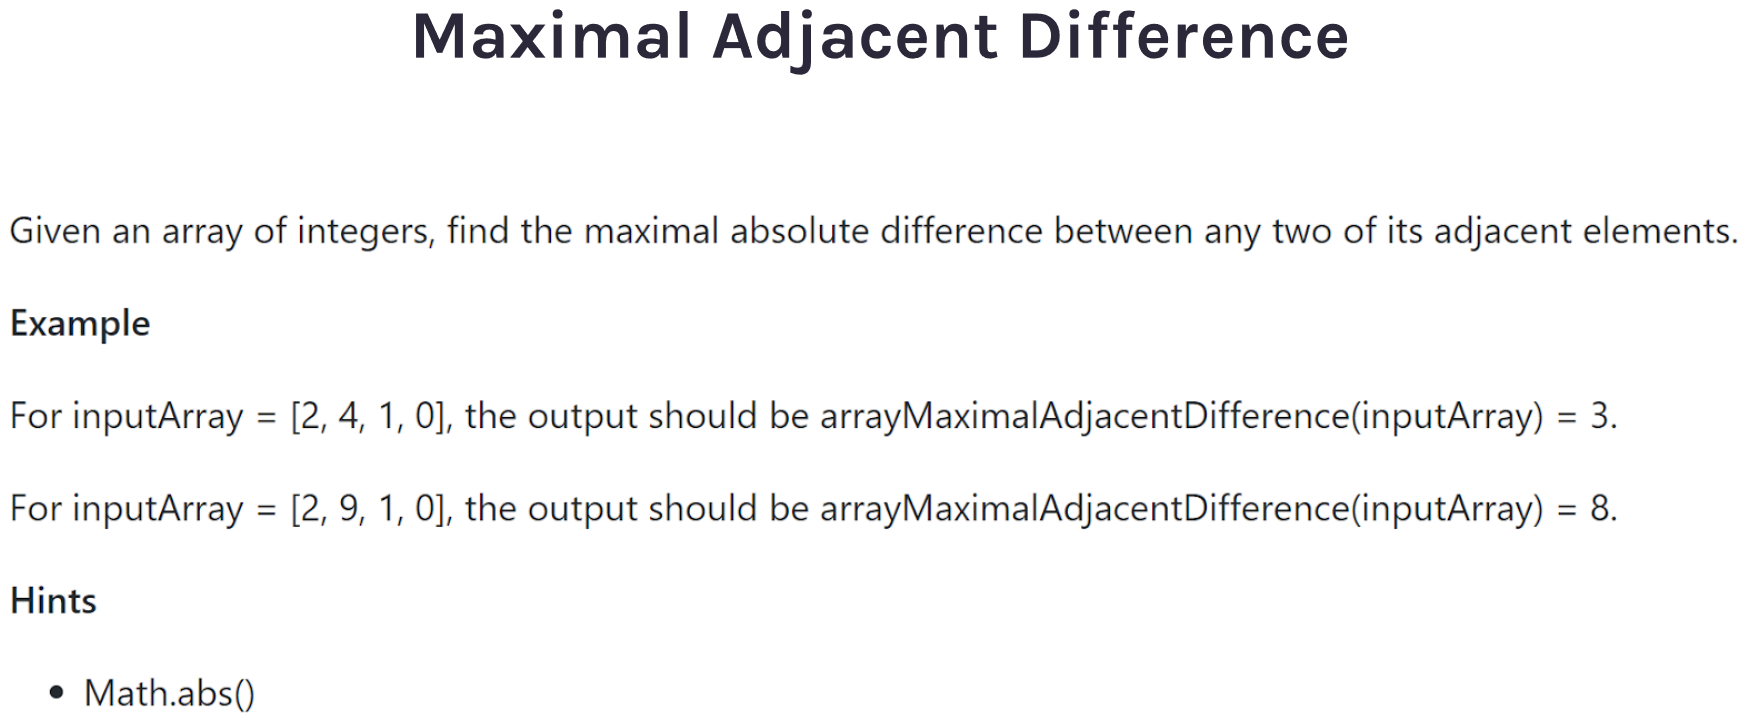 Maximal Adjacent Difference
Given an array of integers, find the maximal absolute difference between any two of its adjacent elements.
Example
For inputArray = [2, 4, 1, 0], the output should be arrayMaximalAdjacentDifference(inputArray) = 3.
For inputArray = [2, 9, 1, 0], the output should be arrayMaximalAdjacentDifference(inputArray) = 8.
Hints
• Math.abs()